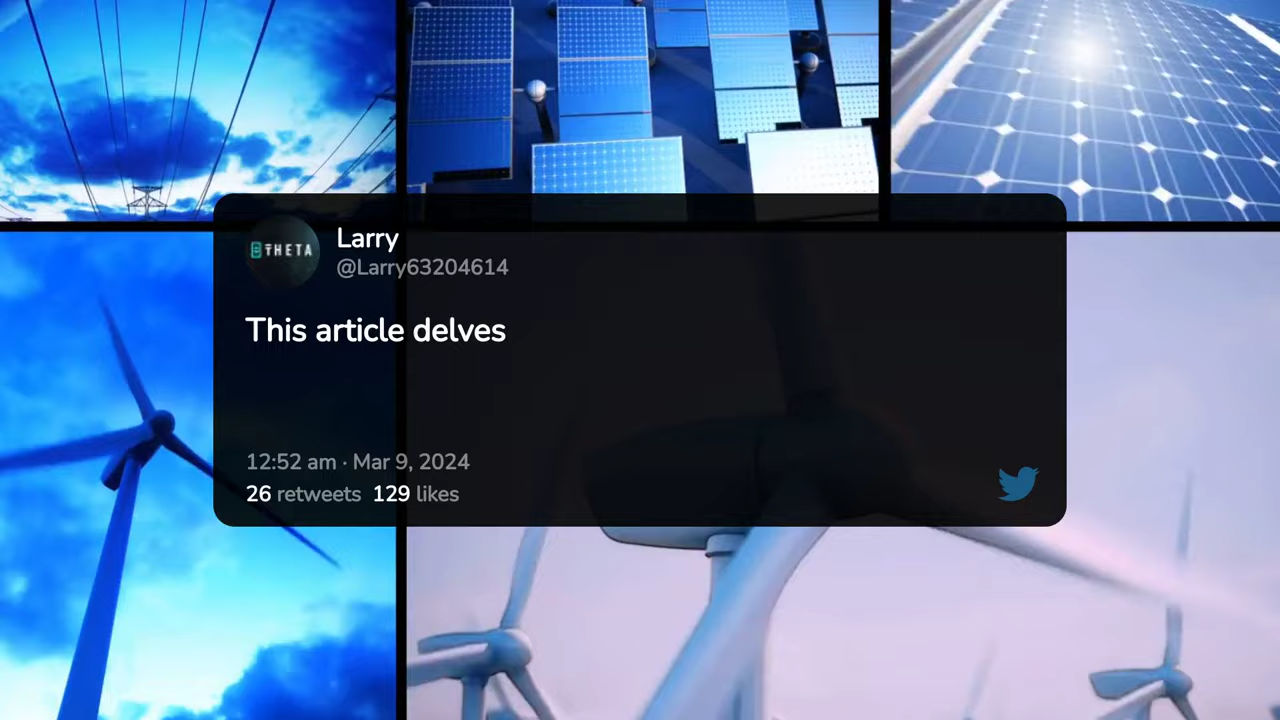 THETA
Larry
@Larry63204614
This article delves
12:52 am · Mar 9, 2024
26 retweets 129 likes